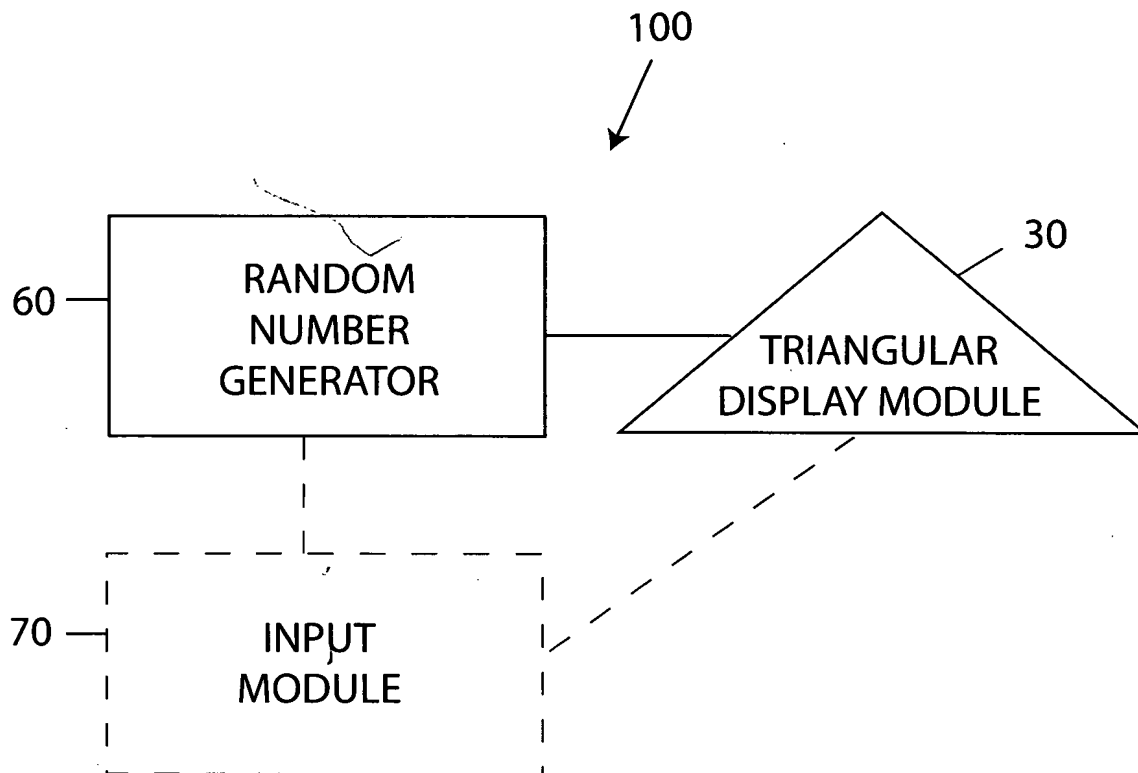 100
30
60
RANDOM
NUMBER
GENERATOR
TRIANGULAR
DISPLAY MODULE
70
INPUT
MODULE